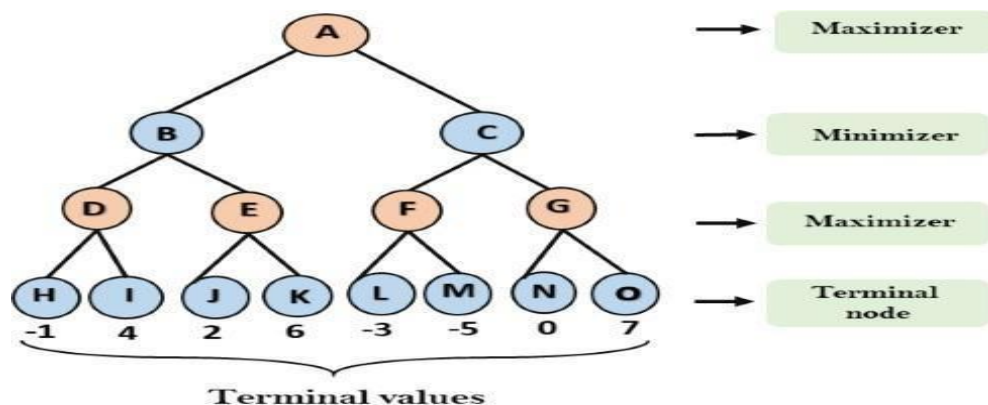 A
Maximizer
B
C
Minimizer
D
E
F
G
Maximizer
H
I
J
K
L
M
N
O
Terminal
node
-1
4
2
6
-3
-5
0
7
Terminal values